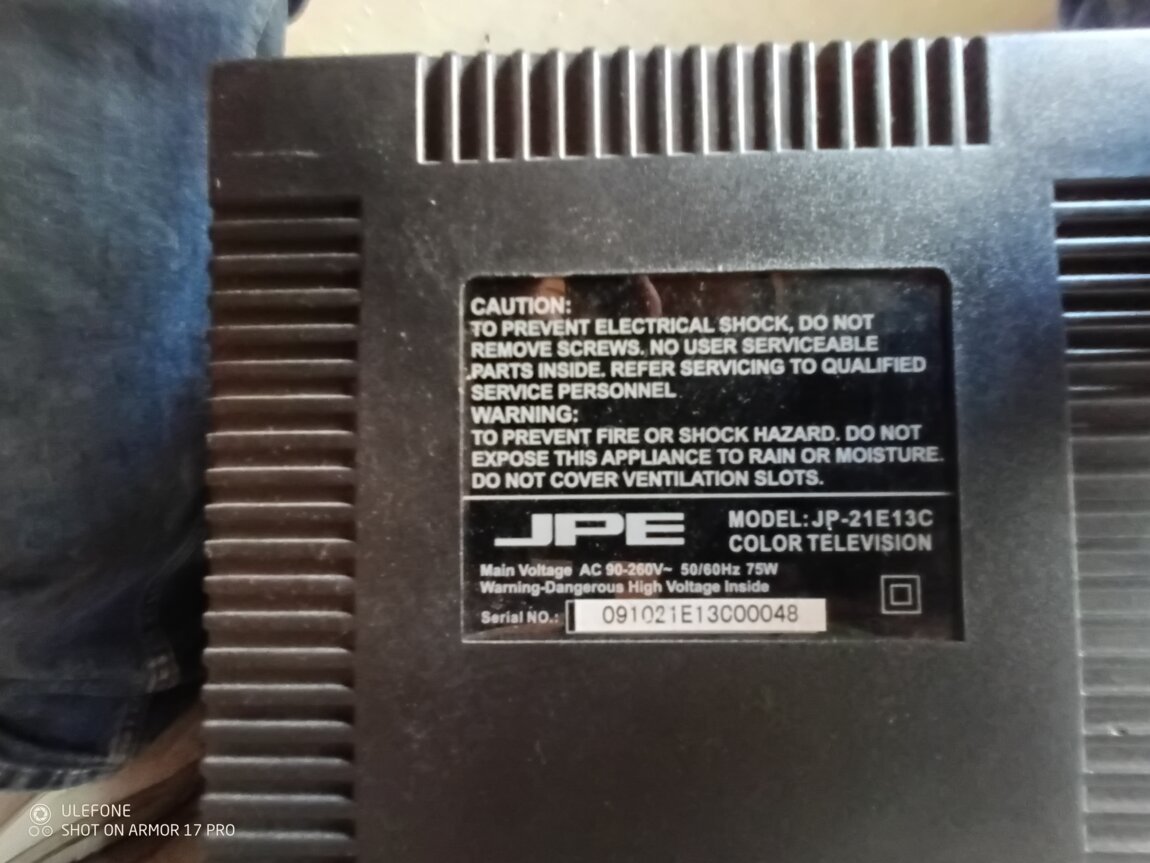 CAUTION:
TO PREVENT ELECTRICAL SHOCK, DO NOT
REMOVE SCREWS. NO USER SERVICEABLE
PARTS INSIDE. REFER SERVICING TO QUALIFIED
SERVICE PERSONNEL
WARNING:
TO PREVENT FIRE OR SHOCK HAZARD. DO NOT
EXPOSE THIS APPLIANCE TO RAIN OR MOISTURE.
DO NOT COVER VENTILATION SLOTS.
JPE
MODEL:JP-21E13C
COLOR TELEVISION
Main Voltage AC 90-260V~ 50/60Hz 75W
Warning-Dangerous High Voltage Inside
Serial NO.: 091021E13C00048
ULEFONE
SHOT ON ARMOR 17 PRO